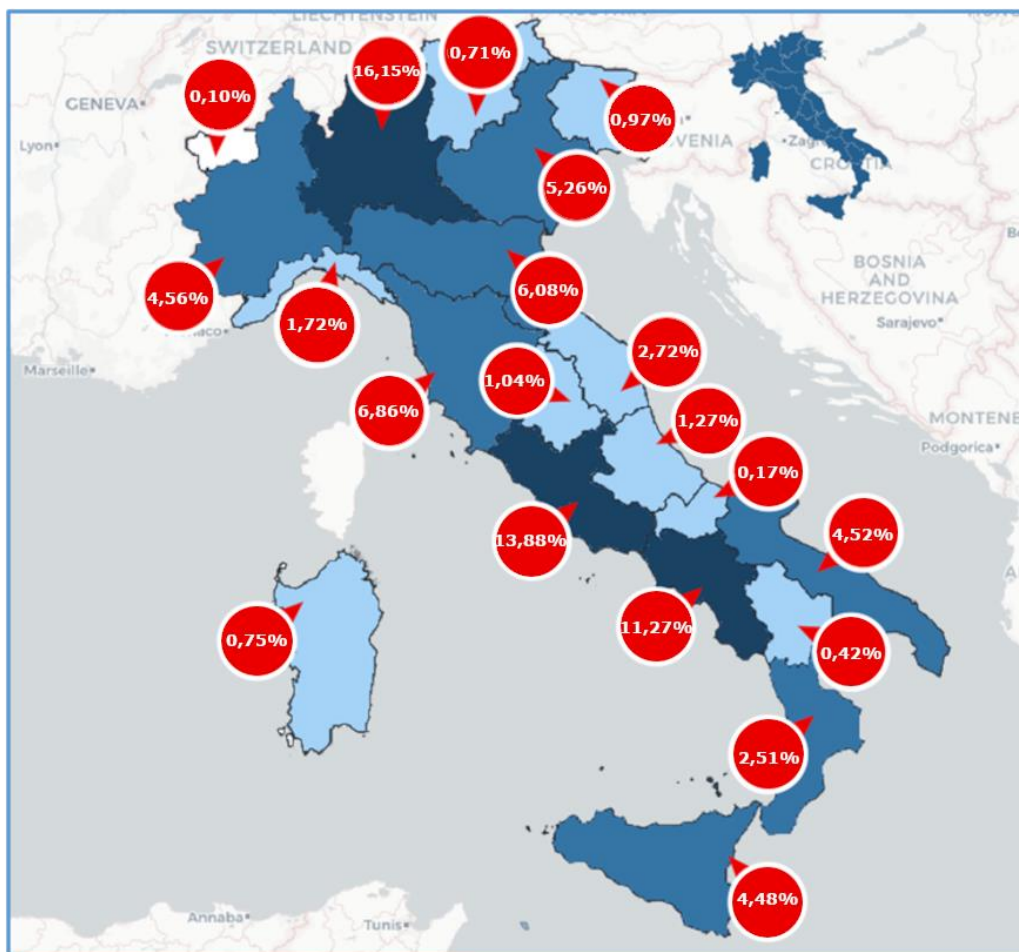 LIECHTENSTEIN
SWITZERLAND
0,71%
16,15%
0,10%
GENEVA
0,97%
VENIA
Lyon
Zagre
CROATIA
5,26%
BOSNIA
AND
HERZEGOVINA
4,56%
6,08%
1,72%
naco
Sarajevo
2,72%
Marseille
1,04%
6,86%
1,27%
MONTENE
Podgorica
0,17%
13,88%
4,52%
11,27%
0,75%
0,42%
2,51%
4,48%
Annaba
Tunis